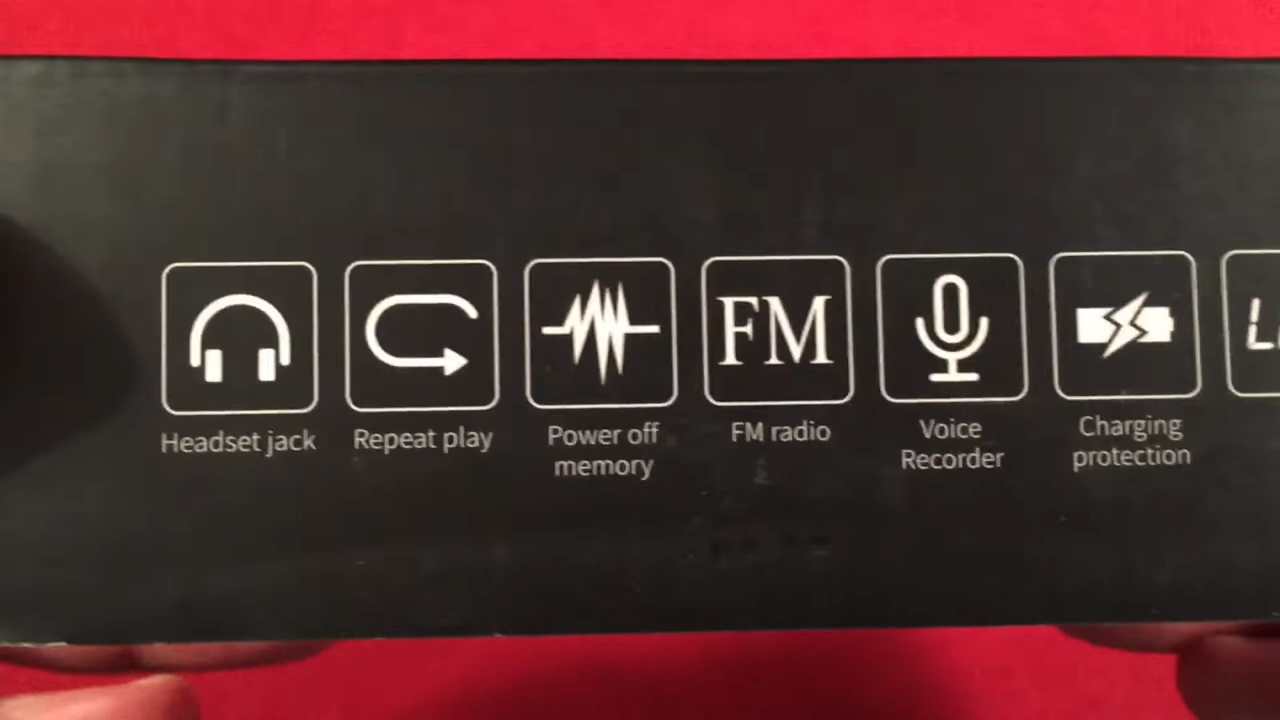 FM
Headset jack
Repeat play
Power off
memory
FM radio
Voice
Recorder
Charging
protection